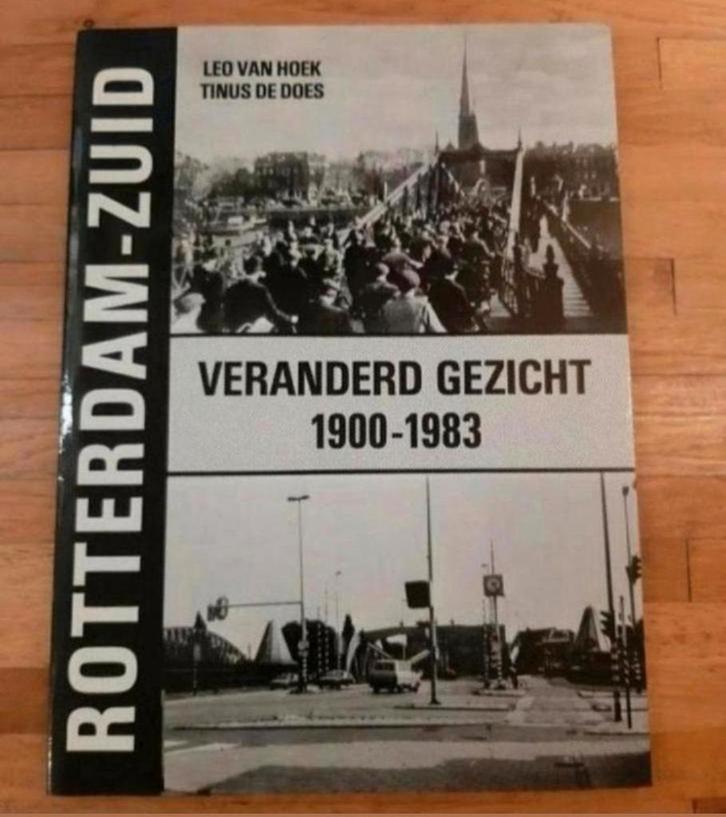 ROTTERDAM-ZUID
LEO VAN HOEK
TINUS DE DOES
VERANDERD GEZICHT
1900-1983